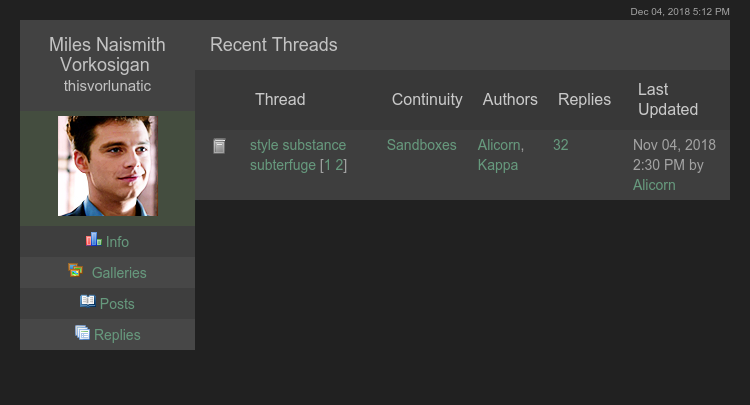 Dec 04, 2018 5:12 PM
Miles Naismith
Vorkosigan
thisvorlunatic
Info
Galleries
Posts
Replies
Recent Threads
Thread
Continuity
Authors
Replies
Last
Updated
style substance
subterfuge [1 2]
Sandboxes
Alicorn,
Kappa
32
Nov 04, 2018
2:30 PM by
Alicorn